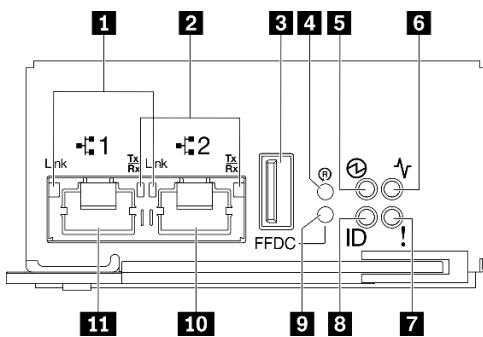 1 2 3 4 5 6
1 2
Link Tx Rx Link Tx Rx
R
FFDC ID !
11 10 9 8 7